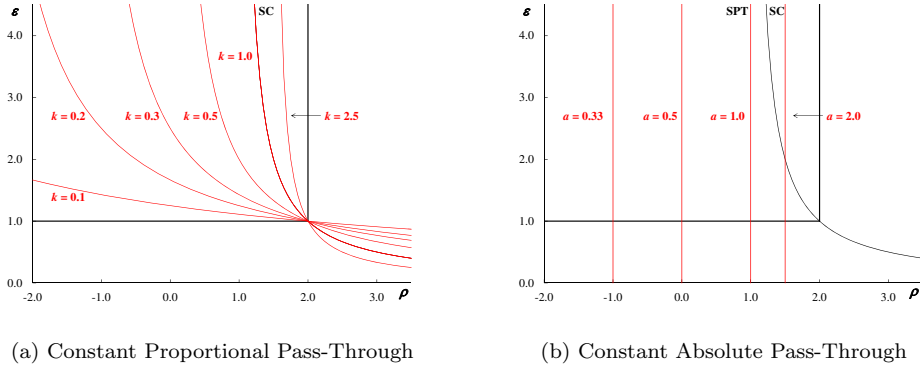 ε
SC
4.0
k = 1.0
3.0
k = 0.2
k = 0.3
k = 0.5
k = 2.5
2.0
k = 0.1
1.0
0.0
-2.0
-1.0
0.0
1.0
2.0
3.0
ρ
(a) Constant Proportional Pass-Through
ε
SPT
SC
4.0
3.0
a = 0.33
a = 0.5
a = 1.0
a = 2.0
2.0
1.0
0.0
-2.0
-1.0
0.0
1.0
2.0
3.0
ρ
(b) Constant Absolute Pass-Through